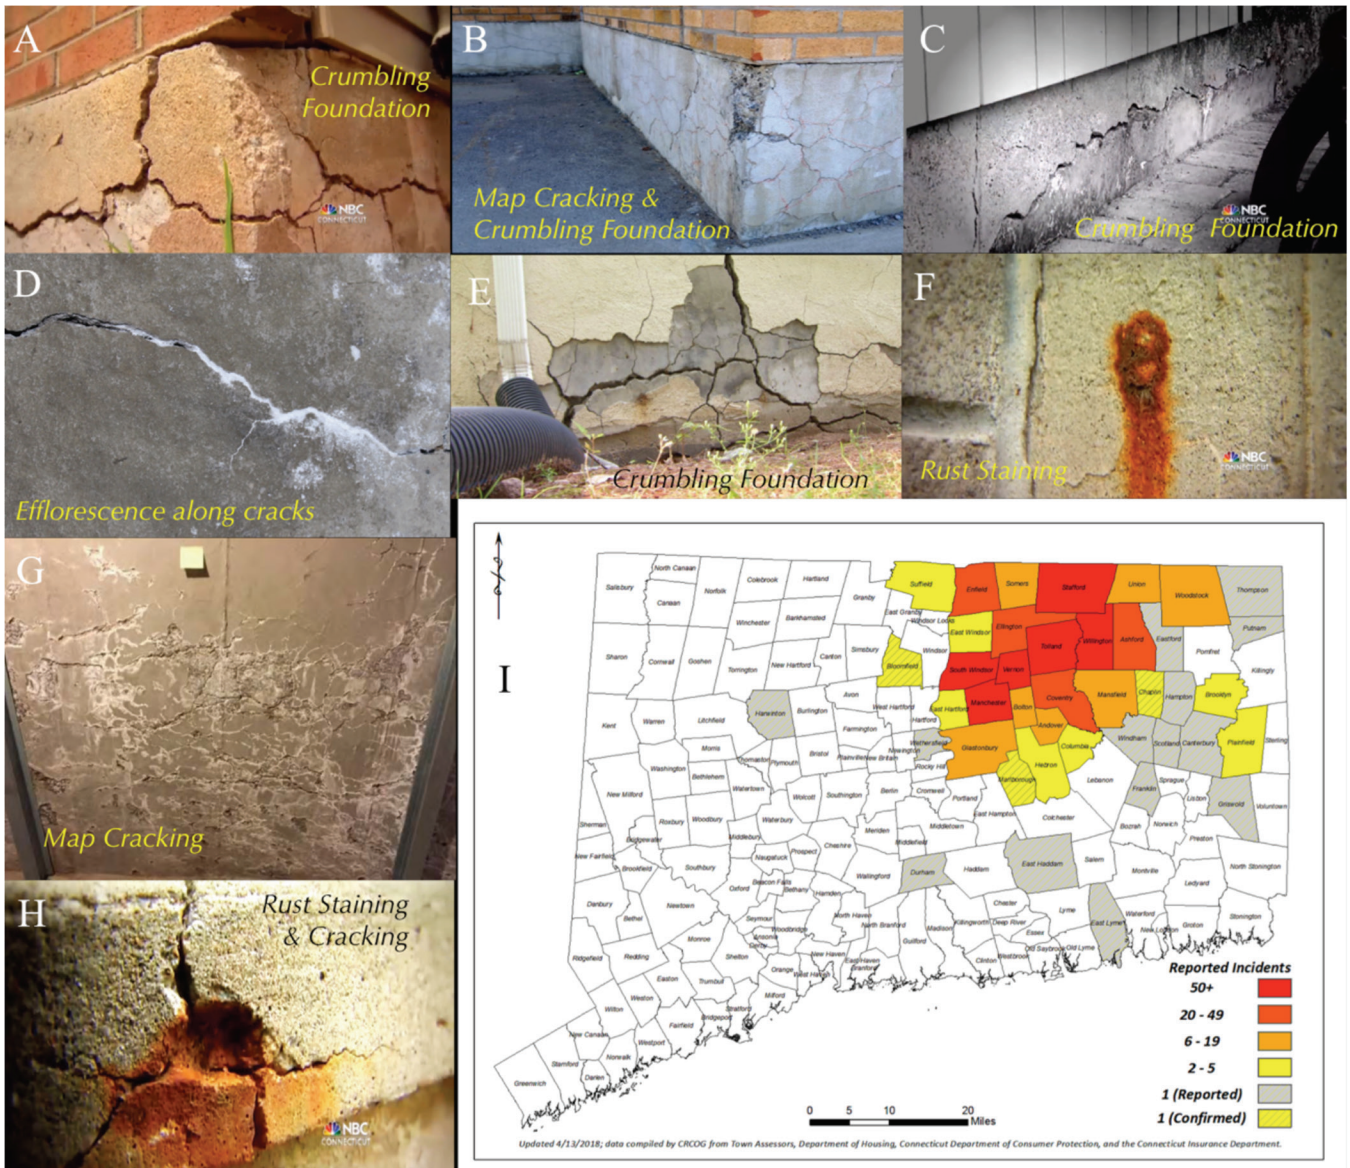 A
Crumbling
Foundation
NBC
CONNECTICUT
B
Map Cracking &
Crumbling Foundation
C
NBC
CONNECTICUT
Crumbling Foundation
D
Efflorescence along cracks
E
Crumbling Foundation
F
Rust Staining
NBC
CONNECTICUT
G
Map Cracking
H
Rust Staining
& Cracking
NBC
CONNECTICUT
I
Salisbury
North Canaan
Canaan
Norfolk
Colebrook
Hartland
Granby
Suffield
Enfield
Somers
Stafford
Union
Woodstock
Thompson
Winchester
Barkhamsted
East Granby
Windsor Locks
East Windsor
Ellington
Tolland
Willington
Ashford
Eastford
Putnam
Pomfret
Killingly
Sharon
Cornwall
Goshen
Torrington
New Hartford
Canton
Simsbury
Bloomfield
Windsor
South Windsor
Vernon
Mansfield
Chaplin
Hampton
Brooklyn
Kent
Warren
Litchfield
Harwinton
Burlington
Avon
West Hartford
Hartford
East Hartford
Manchester
Bolton
Coventry
Andover
Columbia
Windham
Scotland
Canterbury
Plainfield
Sterling
Morris
Farmington
Wethersfield
Newington
Glastonbury
Hebron
Washington
Bethlehem
Thomaston
Plymouth
Bristol
Plainville
New Britain
Rocky Hill
Marlborough
Lebanon
Franklin
Sprague
Lisbon
Griswold
Voluntown
New Milford
Watertown
Wolcott
Southington
Berlin
Cromwell
Portland
East Hampton
Colchester
Bozrah
Norwich
Preston
Sherman
Bridgewater
Roxbury
Woodbury
Waterbury
Middlebury
Cheshire
Meriden
Middlefield
Middletown
New Fairfield
Brookfield
Southbury
Naugatuck
Prospect
Wallingford
Durham
Haddam
East Haddam
Salem
Montville
Ledyard
North Stonington
Danbury
Bethel
Newtown
Oxford
Beacon Falls
Bethany
Hamden
Seymour
Woodbridge
North Haven
North Branford
Madison
Killingworth
Chester
Deep River
Essex
Lyme
East Lyme
Waterford
New London
Groton
Stonington
Ridgefield
Redding
Monroe
Ansonia
Derby
Shelton
Guilford
Clinton
Westbrook
Old Saybrook
Old Lyme
Easton
Trumbull
Orange
West Haven
New Haven
East Haven
Branford
Weston
Wilton
Fairfield
Bridgeport
Stratford
Milford
New Canaan
Westport
Norwalk
Stamford
Darien
Greenwich
Reported Incidents
50+
20 - 49
6 - 19
2 - 5
1 (Reported)
1 (Confirmed)
0 5 10 20
Miles
Updated 4/13/2018; data compiled by CRCOG from Town Assessors, Department of Housing, Connecticut Department of Consumer Protection, and the Connecticut Insurance Department.